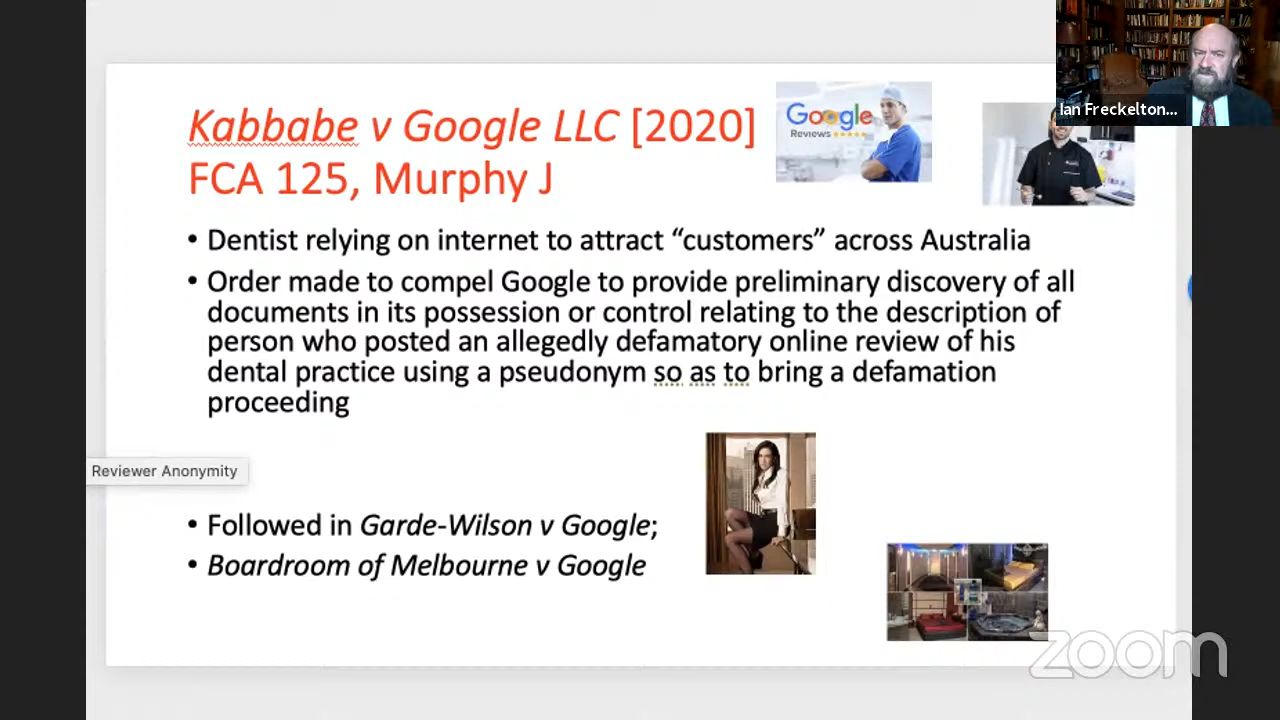 Kabbabe v Google LLC [2020]
FCA 125, Murphy J
Google
Reviews
Ian Freckelton...
• Dentist relying on internet to attract “customers” across Australia
• Order made to compel Google to provide preliminary discovery of all
documents in its possession or control relating to the description of
person who posted an allegedly defamatory online review of his
dental practice using a pseudonym so as to bring a defamation
proceeding
Reviewer Anonymity
• Followed in Garde-Wilson v Google;
• Boardroom of Melbourne v Google
zoom